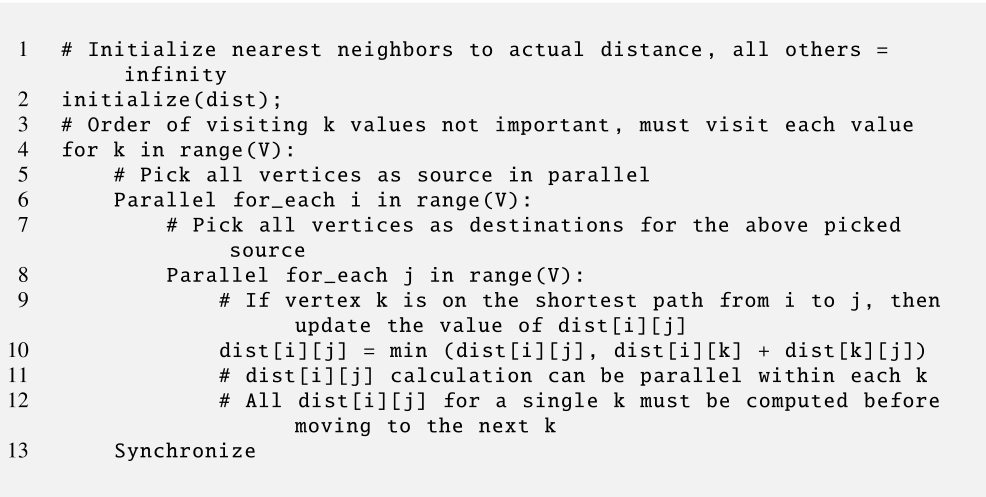 1 # Initialize nearest neighbors to actual distance, all others =
infinity
2 initialize(dist);
3 # Order of visiting k values not important, must visit each value
4 for k in range(V):
5 # Pick all vertices as source in parallel
6 Parallel for_each i in range(V):
7 # Pick all vertices as destinations for the above picked
source
8 Parallel for_each j in range(V):
9 # If vertex k is on the shortest path from i to j, then
update the value of dist[i][j]
10 dist[i][j] = min (dist[i][j], dist[i][k] + dist[k][j])
11 # dist[i][j] calculation can be parallel within each k
12 # All dist[i][j] for a single k must be computed before
moving to the next k
13 Synchronize